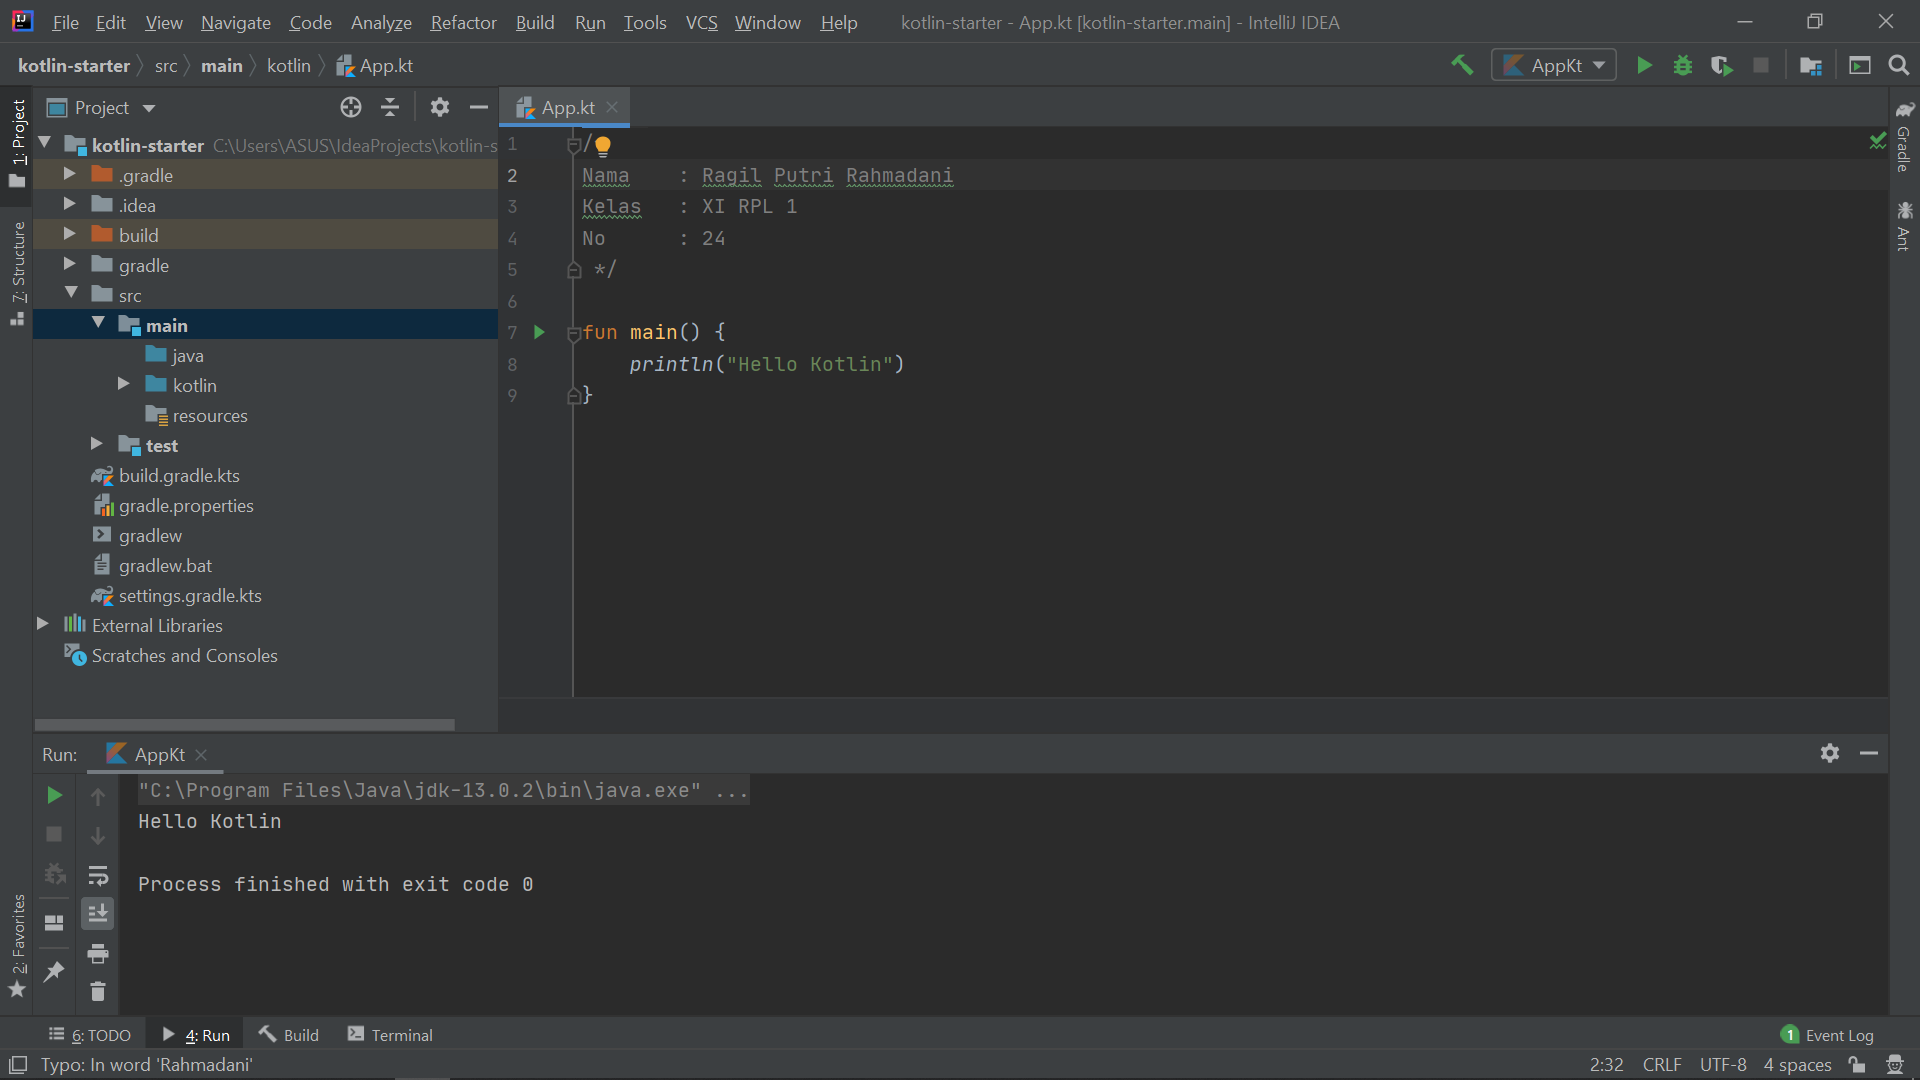 File Edit View Navigate Code Analyze Refactor Build Run Tools VCS Window Help kotlin-starter - App.kt [kotlin-starter.main] - IntelliJ IDEA
kotlin-starter src main kotlin App.kt AppKt
Project
App.kt
1: Project
7: Structure
2: Favorites
Gradle
Ant
kotlin-starter C:\Users\ASUS\IdeaProjects\kotlin-s
.gradle
.idea
build
gradle
src
main
java
kotlin
resources
test
build.gradle.kts
gradle.properties
gradlew
gradlew.bat
settings.gradle.kts
External Libraries
Scratches and Consoles
1 /
2 Nama    : Ragil Putri Rahmadani
3 Kelas   : XI RPL 1
4 No      : 24
5  */
6
7 fun main() {
8     println("Hello Kotlin")
9 }
Run: AppKt
"C:\Program Files\Java\jdk-13.0.2\bin\java.exe" ...
Hello Kotlin
Process finished with exit code 0
6: TODO 4: Run Build Terminal 1 Event Log
Typo: In word 'Rahmadani' 2:32 CRLF UTF-8 4 spaces